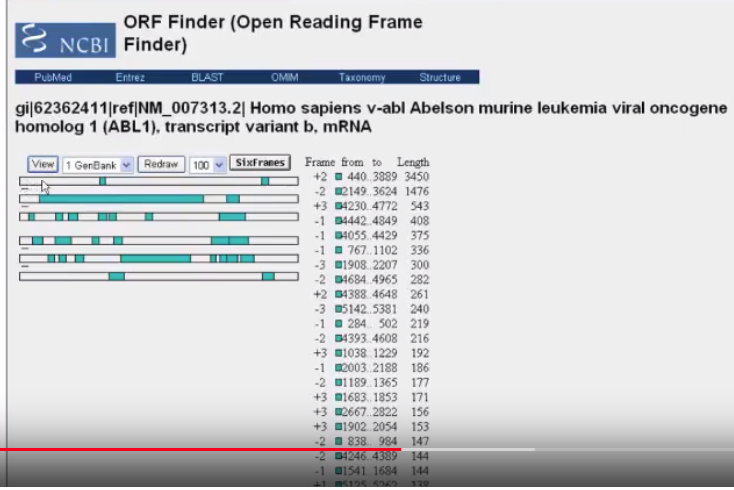 ORF Finder (Open Reading Frame
Finder)
NCBI
PubMed Entrez BLAST OMIM Taxonomy Structure
gi|62362411|ref|NM_007313.2| Homo sapiens v-abl Abelson murine leukemia viral oncogene
homolog 1 (ABL1), transcript variant b, mRNA
View 1 GenBank Redraw 100 SixFrames
Frame from to Length
+2 440..3889 3450
-2 2149..3624 1476
+3 4230..4772 543
-1 4442..4849 408
-1 4055..4429 375
-1 767..1102 336
-3 1908..2207 300
-2 4684..4965 282
+2 4388..4648 261
-3 5142..5381 240
-1 284.. 502 219
-2 4393..4608 216
+3 1038..1229 192
-1 2003..2188 186
-2 1189..1365 177
+3 1683..1853 171
+3 2667..2822 156
+3 1902..2054 153
-2 838.. 984 147
-2 4246..4389 144
-1 1541..1684 144
+1 5125..5262 138